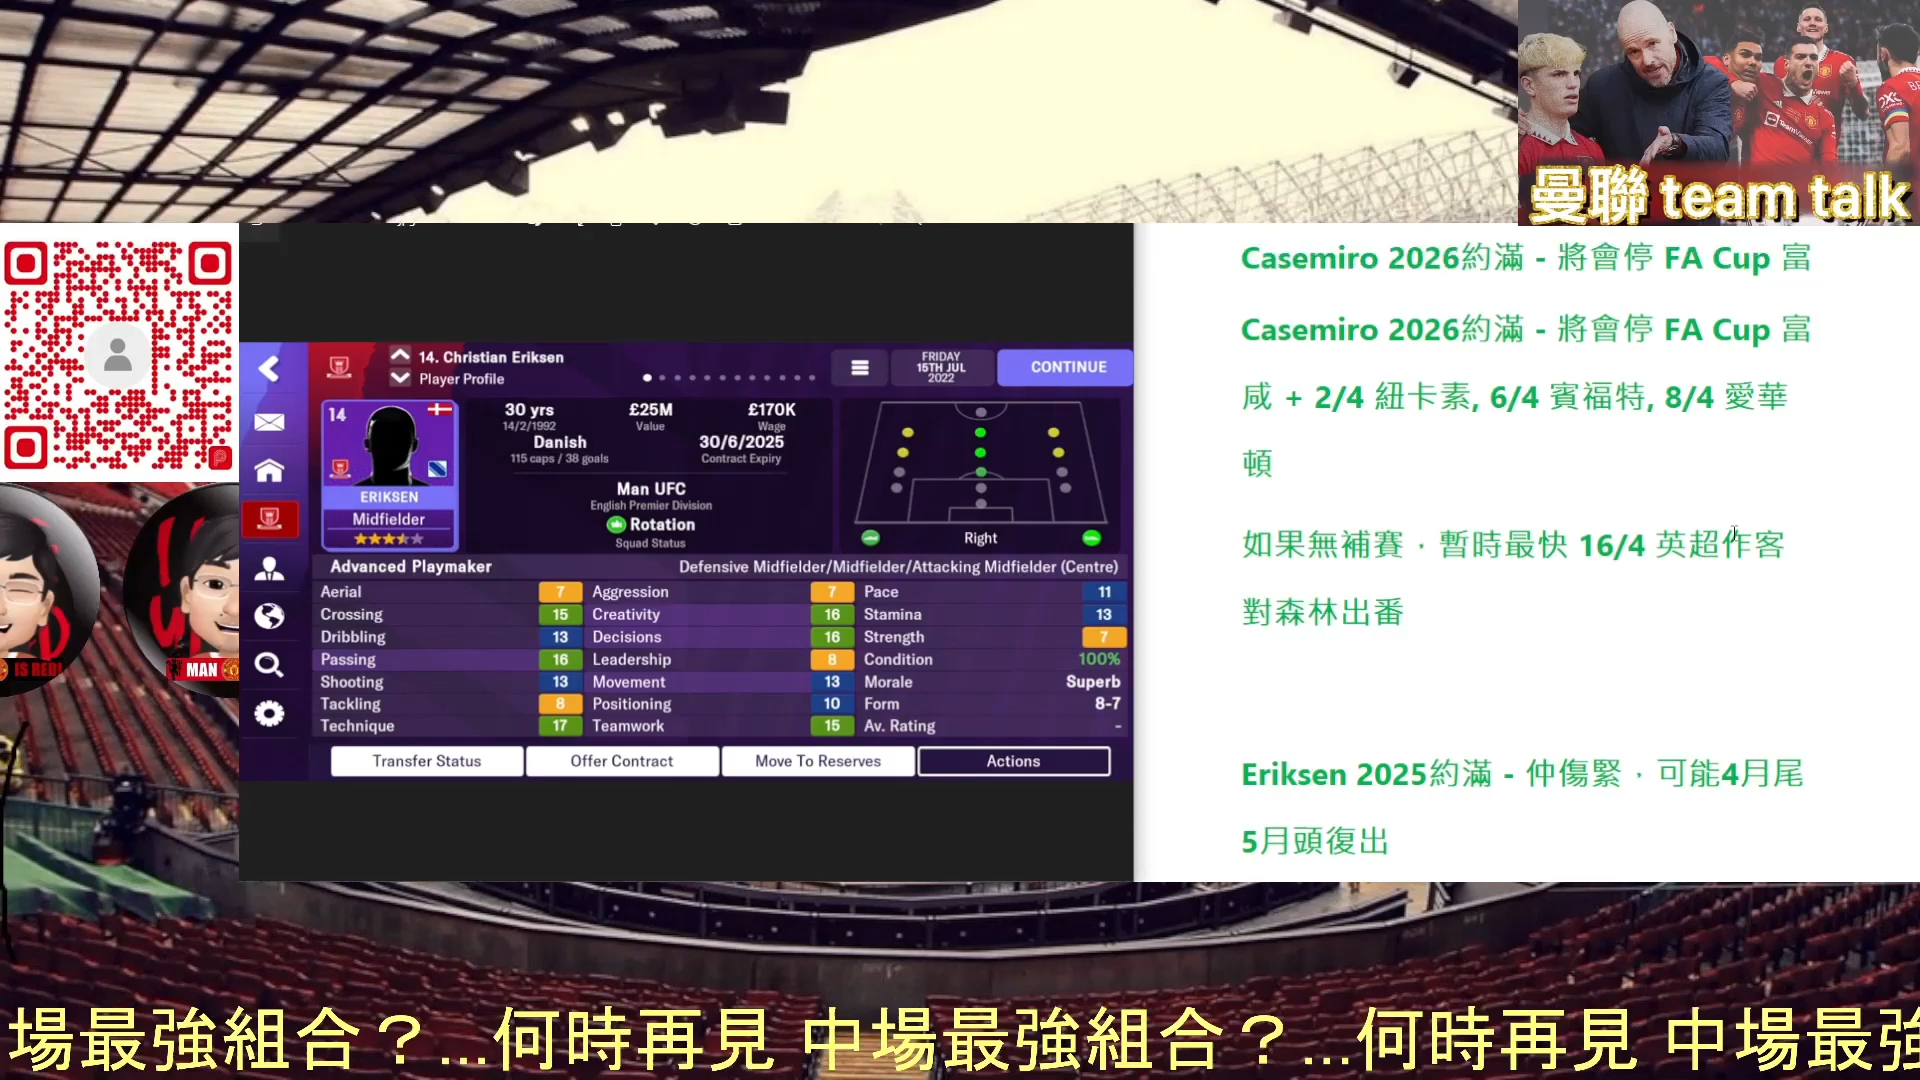 曼聯 team talk
Casemiro 2026約滿 - 將會停 FA Cup 富
Casemiro 2026約滿 - 將會停 FA Cup 富
咸 + 2/4 紐卡素, 6/4 賓福特, 8/4 愛華
頓
如果無補賽，暫時最快 16/4 英超作客
對森林出番
Eriksen 2025約滿 - 仲傷緊，可能4月尾
5月頭復出
14. Christian Eriksen
Player Profile
FRIDAY
15TH JUL
2022
CONTINUE
14
ERIKSEN
Midfielder
30 yrs £25M £170K
14/2/1992 Value Wage
Danish 30/6/2025
115 caps / 38 goals Contract Expiry
Man UFC
English Premier Division
Rotation
Squad Status
Right
Advanced Playmaker Defensive Midfielder/Midfielder/Attacking Midfielder (Centre)
Aerial 7 Aggression 7 Pace 11
Crossing 15 Creativity 16 Stamina 13
Dribbling 13 Decisions 16 Strength 7
Passing 16 Leadership 8 Condition 100%
Shooting 13 Movement 13 Morale Superb
Tackling 8 Positioning 10 Form 8-7
Technique 17 Teamwork 15 Av. Rating -
Transfer Status Offer Contract Move To Reserves Actions
IS RED!
MAN
場最強組合？...何時再見 中場最強組合？...何時再見 中場最強